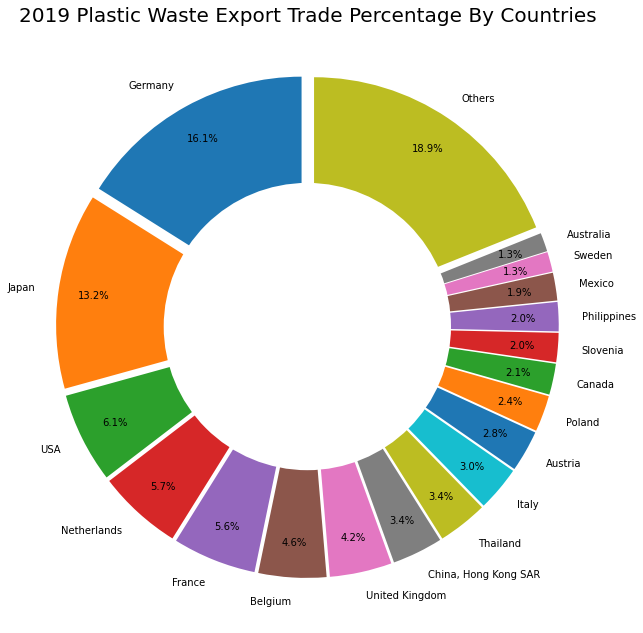 2019 Plastic Waste Export Trade Percentage By Countries
Germany
16.1%
Japan
13.2%
USA
6.1%
Netherlands
5.7%
France
5.6%
Belgium
4.6%
United Kingdom
4.2%
China, Hong Kong SAR
3.4%
Thailand
3.4%
Italy
3.0%
Austria
2.8%
Poland
2.4%
Canada
2.1%
Slovenia
2.0%
Philippines
2.0%
Mexico
1.9%
Sweden
1.3%
Australia
1.3%
Others
18.9%